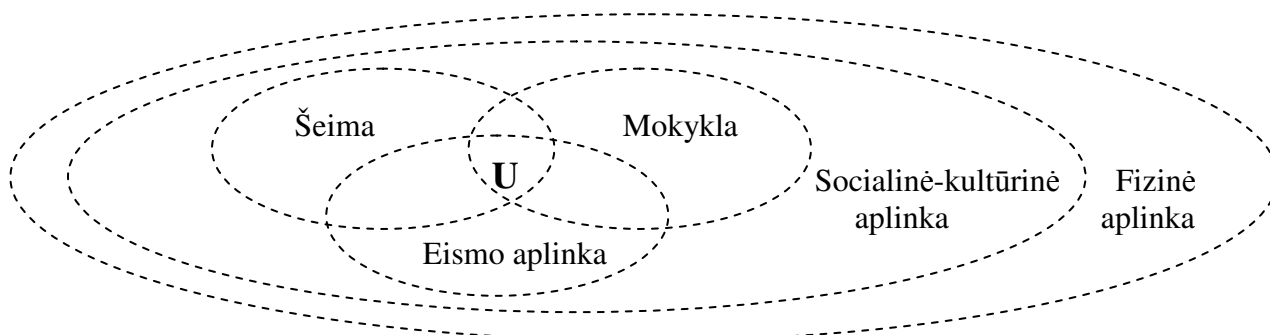 Šeima
Mokykla
U
Socialinė-kultūrinė
aplinka
Fizinė
aplinka
Eismo aplinka